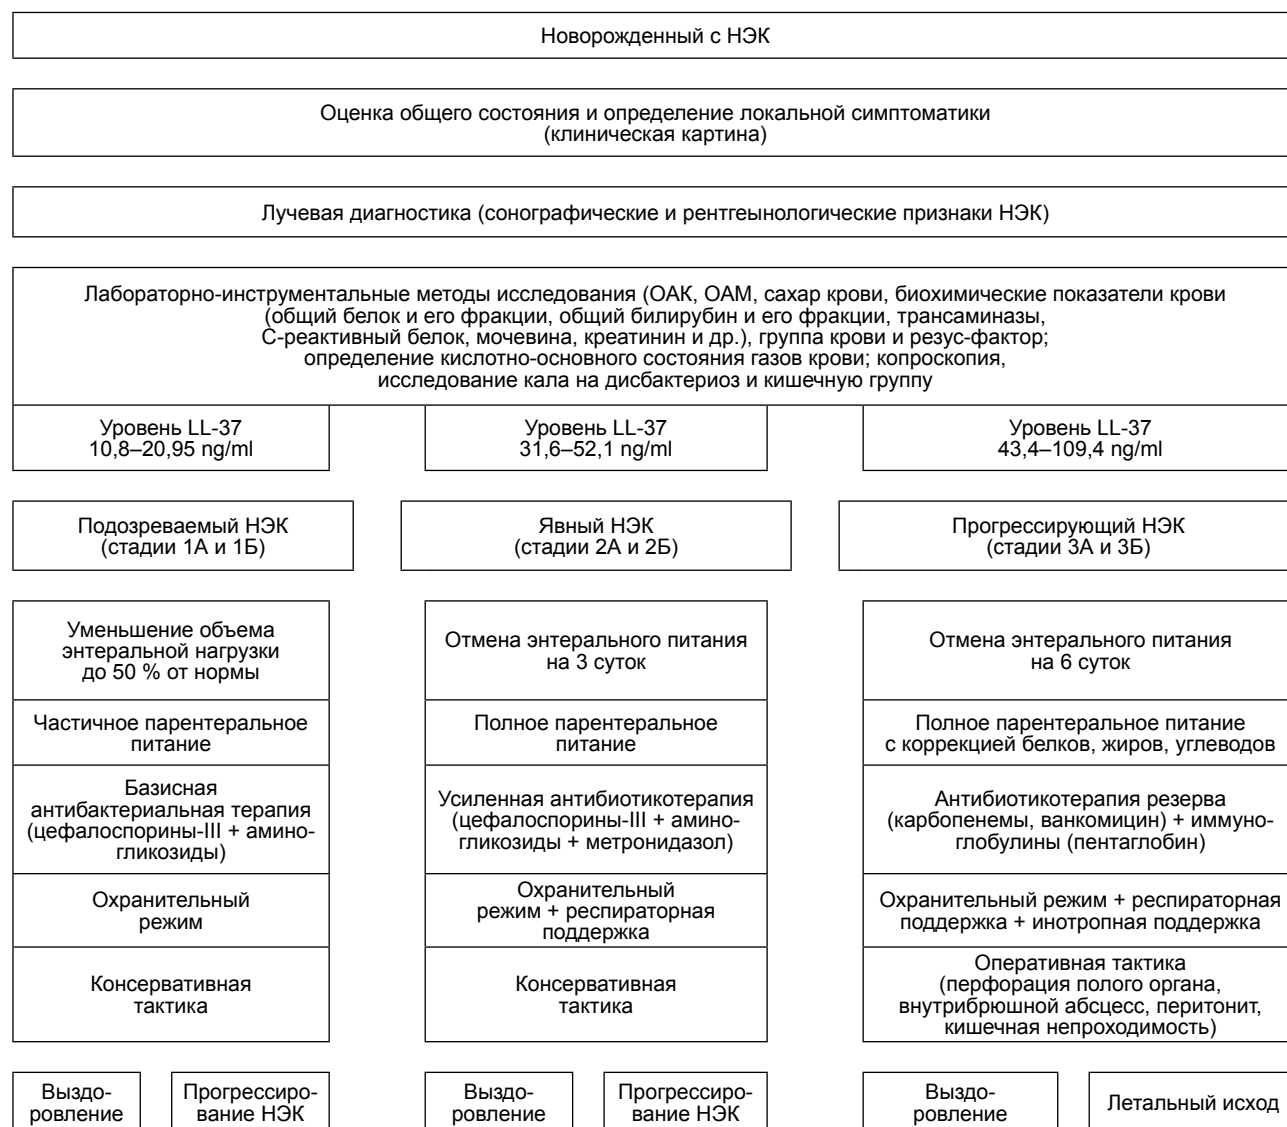 Новорожденный с НЭК
Оценка общего состояния и определение локальной симптоматики
(клиническая картина)
Лучевая диагностика (сонографические и рентгеынологические признаки НЭК)
Лабораторно-инструментальные методы исследования (ОАК, ОАМ, сахар крови, биохимические показатели крови
(общий белок и его фракции, общий билирубин и его фракции, трансаминазы,
С-реактивный белок, мочевина, креатинин и др.), группа крови и резус-фактор;
определение кислотно-основного состояния газов крови; копроскопия,
исследование кала на дисбактериоз и кишечную группу
Уровень LL-37
10,8–20,95 ng/ml
Уровень LL-37
31,6–52,1 ng/ml
Уровень LL-37
43,4–109,4 ng/ml
Подозреваемый НЭК
(стадии 1А и 1Б)
Явный НЭК
(стадии 2А и 2Б)
Прогрессирующий НЭК
(стадии 3А и 3Б)
Уменьшение объема
энтеральной нагрузки
до 50 % от нормы
Отмена энтерального питания
на 3 суток
Отмена энтерального питания
на 6 суток
Частичное парентеральное
питание
Полное парентеральное
питание
Полное парентеральное питание
с коррекцией белков, жиров, углеводов
Базисная
антибактериальная терапия
(цефалоспорины-III + амино-
гликозиды)
Усиленная антибиотикотерапия
(цефалоспорины-III + амино-
гликозиды + метронидазол)
Антибиотикотерапия резерва
(карбопенемы, ванкомицин) + иммуно-
глобулины (пентаглобин)
Охранительный
режим
Охранительный
режим + респираторная
поддержка
Охранительный режим + респираторная
поддержка + инотропная поддержка
Консервативная
тактика
Консервативная
тактика
Оперативная тактика
(перфорация полого органа,
внутрибрюшной абсцесс, перитонит,
кишечная непроходимость)
Выздо-
ровление
Прогрессиро-
вание НЭК
Выздо-
ровление
Прогрессиро-
вание НЭК
Выздо-
ровление
Летальный исход